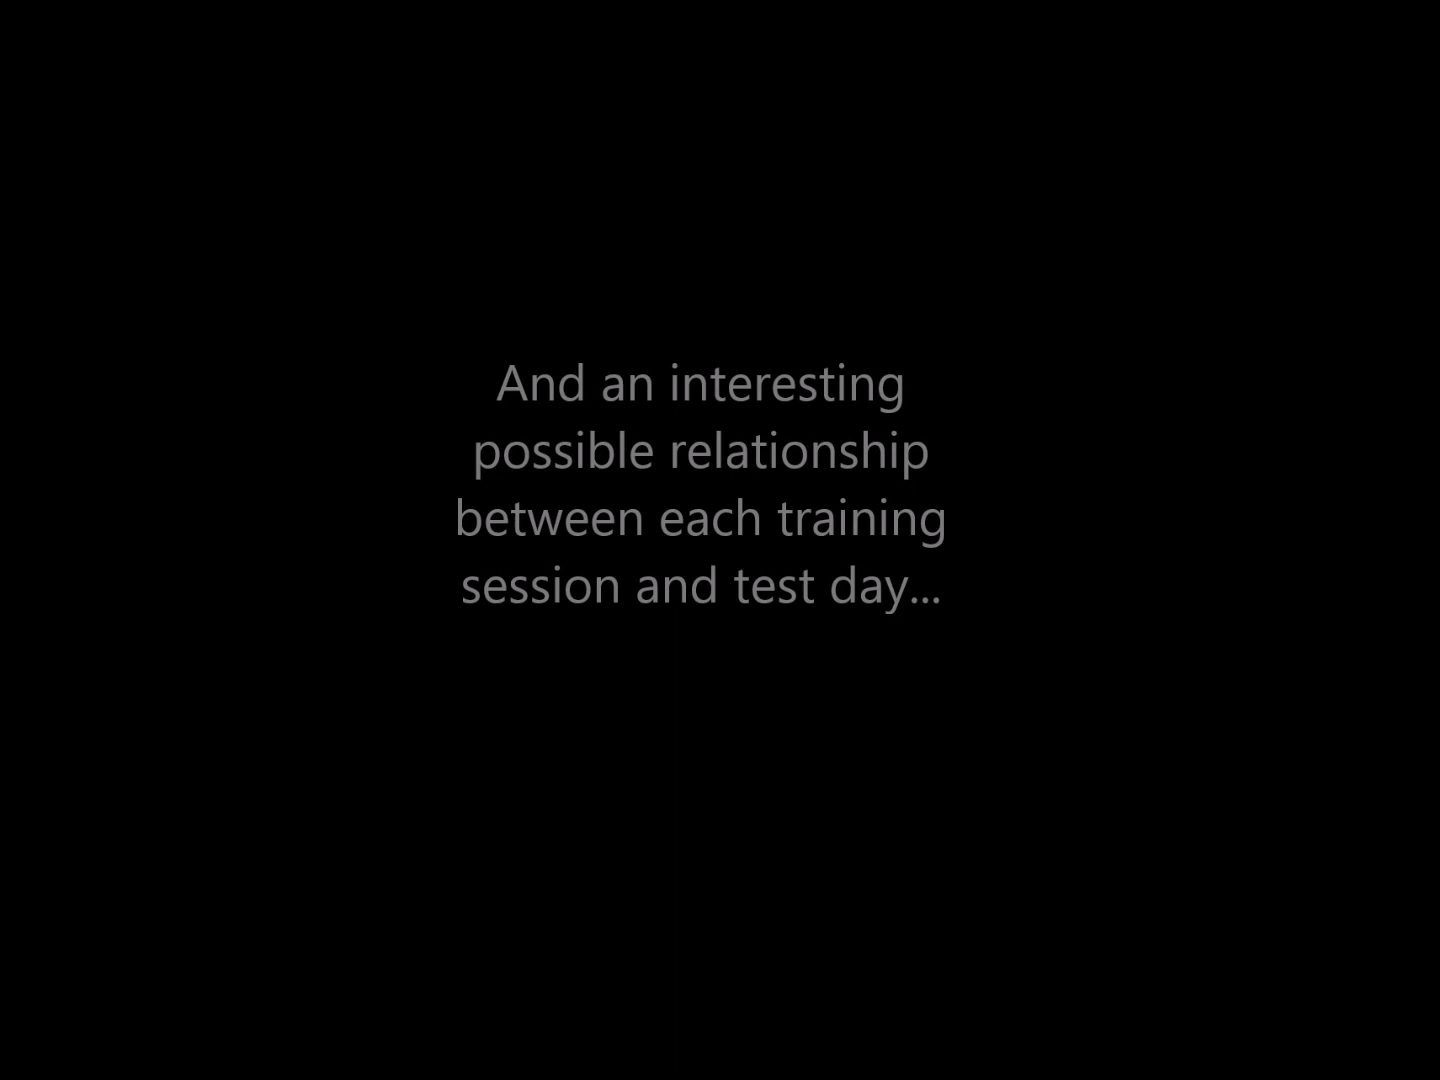 And an interesting
possible relationship
between each training
session and test day...